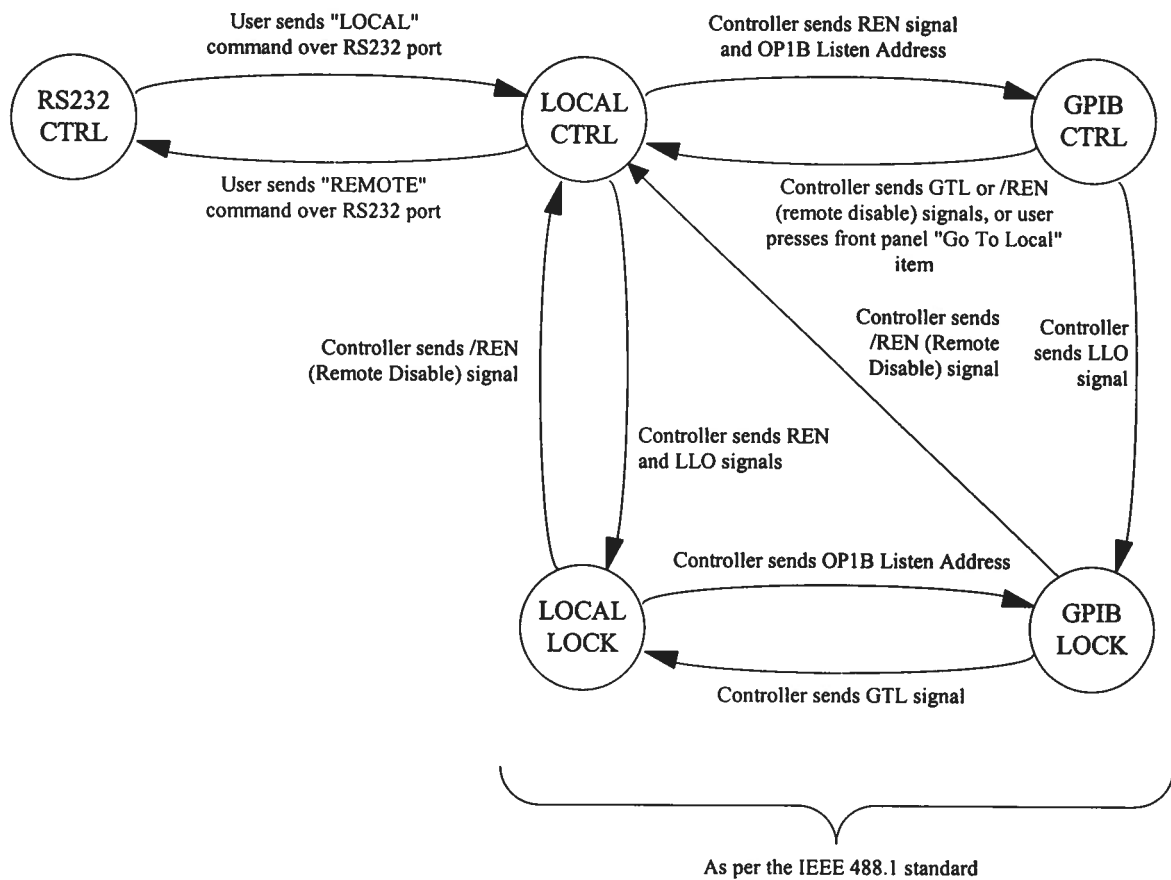 User sends "LOCAL"
command over RS232 port
Controller sends REN signal
and OP1B Listen Address
RS232
CTRL
LOCAL
CTRL
GPIB
CTRL
User sends "REMOTE"
command over RS232 port
Controller sends GTL or /REN
(remote disable) signals, or user
presses front panel "Go To Local"
item
Controller sends /REN
(Remote Disable) signal
Controller sends
/REN (Remote
Disable) signal
Controller
sends LLO
signal
Controller sends REN
and LLO signals
Controller sends OP1B Listen Address
LOCAL
LOCK
GPIB
LOCK
Controller sends GTL signal
As per the IEEE 488.1 standard